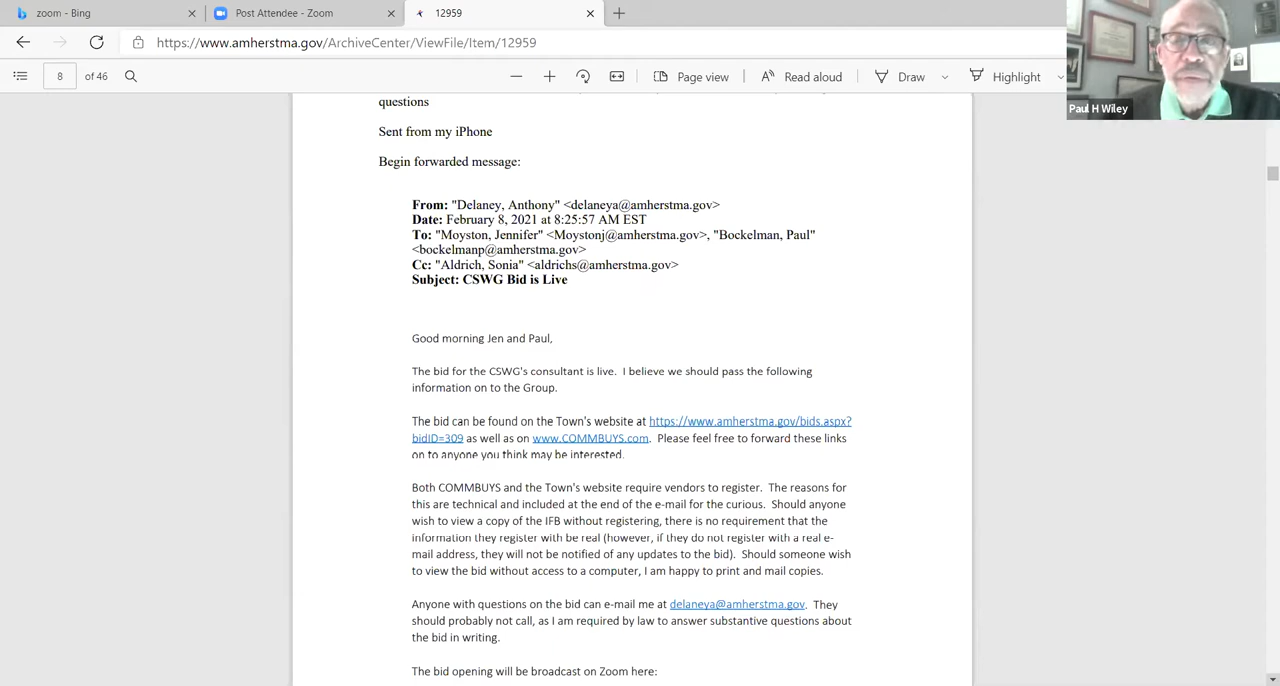 zoom - Bing
Post Attendee - Zoom
12959
https://www.amherstma.gov/ArchiveCenter/ViewFile/Item/12959
8 of 46
Page view
Read aloud
Draw
Highlight
Paul H Wiley
questions
Sent from my iPhone
Begin forwarded message:
From: "Delaney, Anthony" <delaneya@amherstma.gov>
Date: February 8, 2021 at 8:25:57 AM EST
To: "Moyston, Jennifer" <Moystonj@amherstma.gov>, "Bockelman, Paul"
<bockelmanp@amherstma.gov>
Cc: "Aldrich, Sonia" <aldrichs@amherstma.gov>
Subject: CSWG Bid is Live
Good morning Jen and Paul,
The bid for the CSWG's consultant is live. I believe we should pass the following
information on to the Group.
The bid can be found on the Town's website at https://www.amherstma.gov/bids.aspx?
bidID=309 as well as on www.COMMBUYS.com. Please feel free to forward these links
on to anyone you think may be interested.
Both COMMBUYS and the Town's website require vendors to register. The reasons for
this are technical and included at the end of the e-mail for the curious. Should anyone
wish to view a copy of the IFB without registering, there is no requirement that the
information they register with be real (however, if they do not register with a real e-
mail address, they will not be notified of any updates to the bid). Should someone wish
to view the bid without access to a computer, I am happy to print and mail copies.
Anyone with questions on the bid can e-mail me at delaneya@amherstma.gov. They
should probably not call, as I am required by law to answer substantive questions about
the bid in writing.
The bid opening will be broadcast on Zoom here: